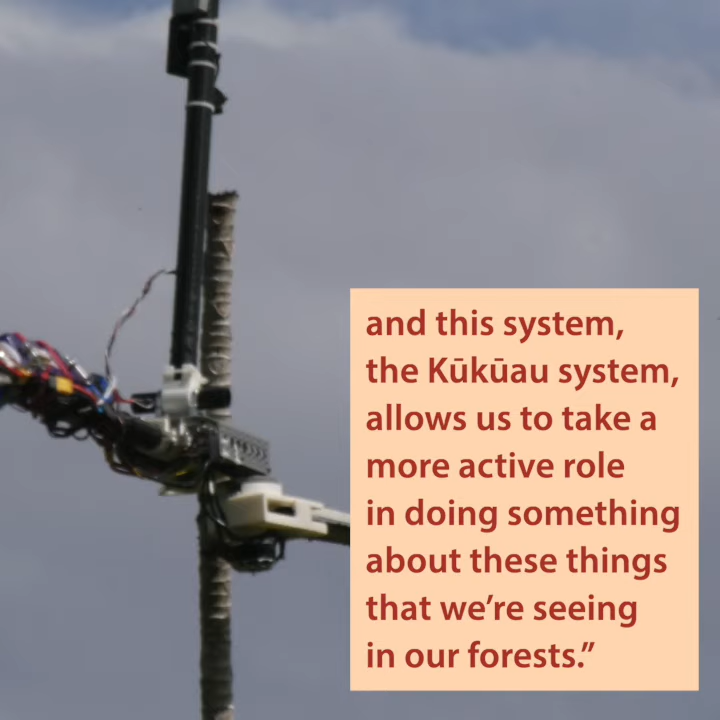 and this system,
the Kūkūau system,
allows us to take a
more active role
in doing something
about these things
that we’re seeing
in our forests.”